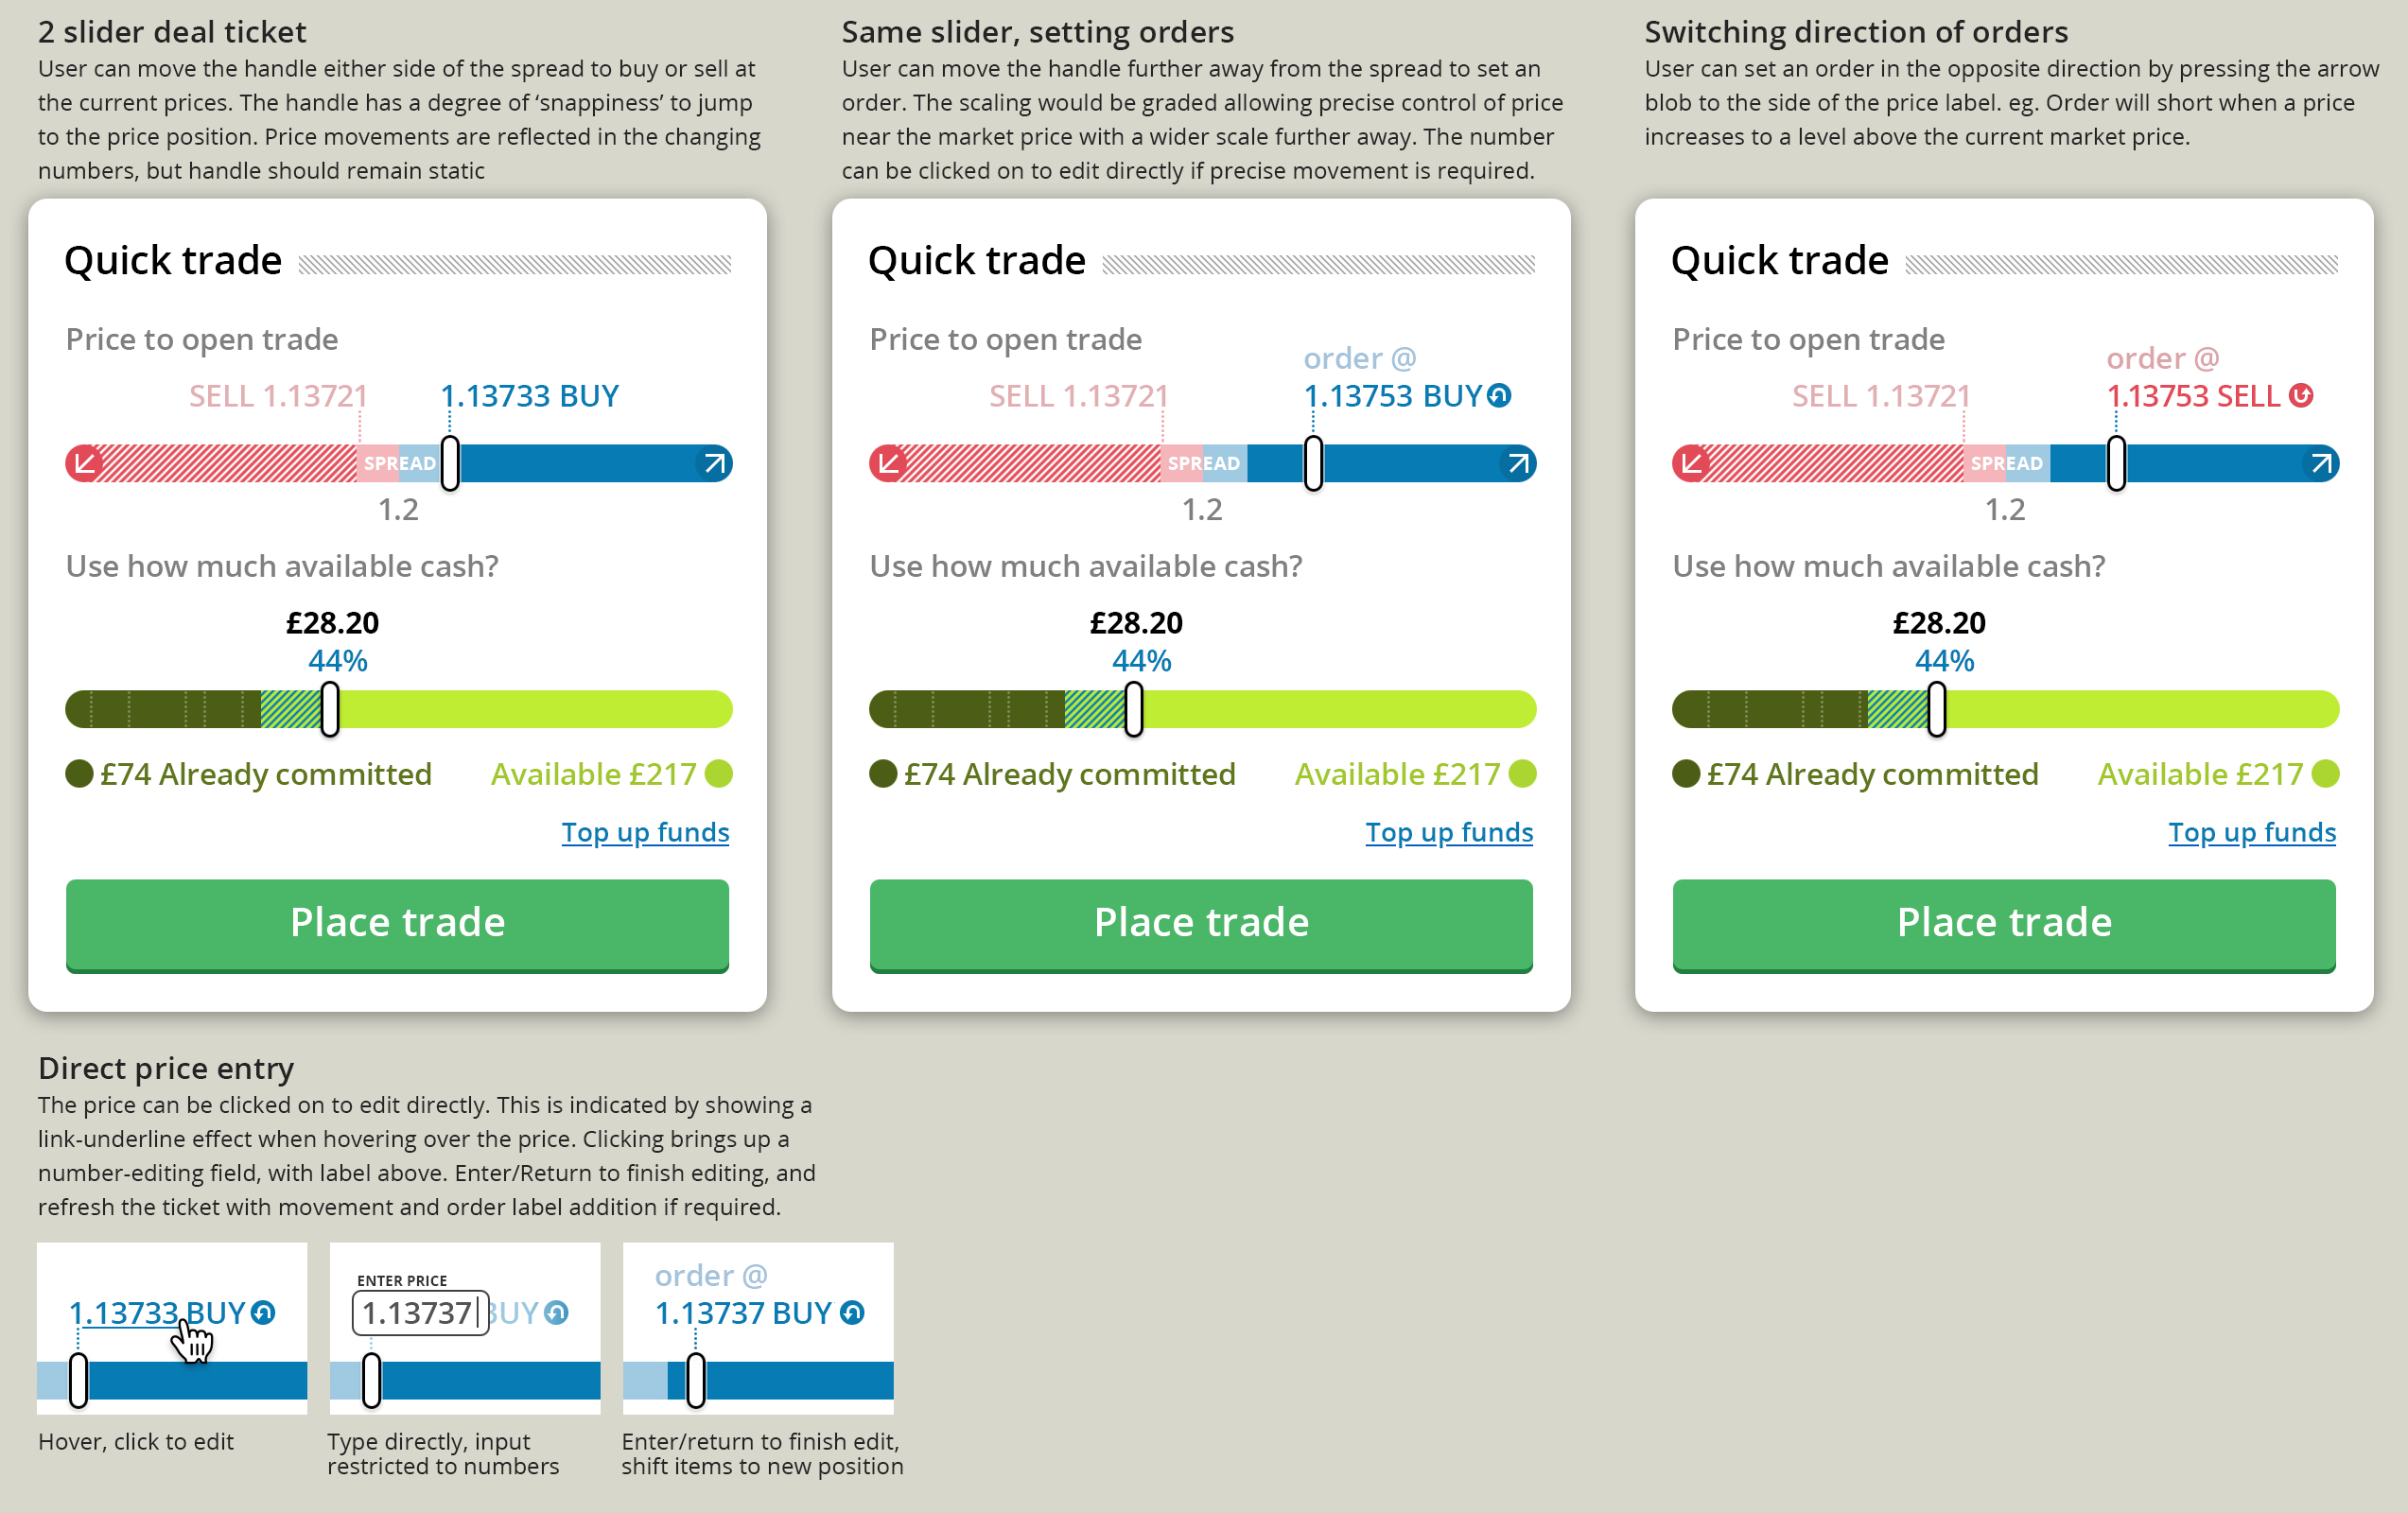 2 slider deal ticket
User can move the handle either side of the spread to buy or sell at
the current prices. The handle has a degree of ‘snappiness’ to jump
to the price position. Price movements are reflected in the changing
numbers, but handle should remain static
Quick trade
Price to open trade
SELL 1.13721
1.13733 BUY
SPREAD
1.2
Use how much available cash?
£28.20
44%
£74 Already committed
Available £217
Top up funds
Place trade
Same slider, setting orders
User can move the handle further away from the spread to set an
order. The scaling would be graded allowing precise control of price
near the market price with a wider scale further away. The number
can be clicked on to edit directly if precise movement is required.
Quick trade
Price to open trade
order @
SELL 1.13721
1.13753 BUY
SPREAD
1.2
Use how much available cash?
£28.20
44%
£74 Already committed
Available £217
Top up funds
Place trade
Switching direction of orders
User can set an order in the opposite direction by pressing the arrow
blob to the side of the price label. eg. Order will short when a price
increases to a level above the current market price.
Quick trade
Price to open trade
order @
SELL 1.13721
1.13753 SELL
SPREAD
1.2
Use how much available cash?
£28.20
44%
£74 Already committed
Available £217
Top up funds
Place trade
Direct price entry
The price can be clicked on to edit directly. This is indicated by showing a
link-underline effect when hovering over the price. Clicking brings up a
number-editing field, with label above. Enter/Return to finish editing, and
refresh the ticket with movement and order label addition if required.
1.13733 BUY
Hover, click to edit
ENTER PRICE
1.13737
BUY
Type directly, input
restricted to numbers
order @
1.13737 BUY
Enter/return to finish edit,
shift items to new position